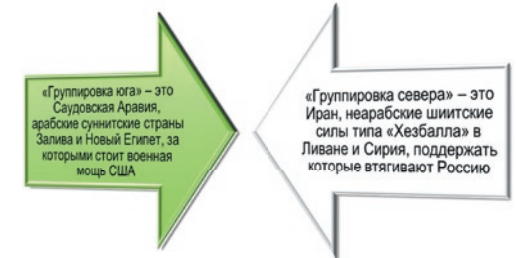 «Группировка юга» – это
Саудовская Аравия,
арабские суннитские страны
Залива и Новый Египет, за
которыми стоит военная
мощь США
«Группировка севера» – это
Иран, неарабские шиитские
силы типа «Хезбалла» в
Ливане и Сирия, поддержать
которые втягивают Россию